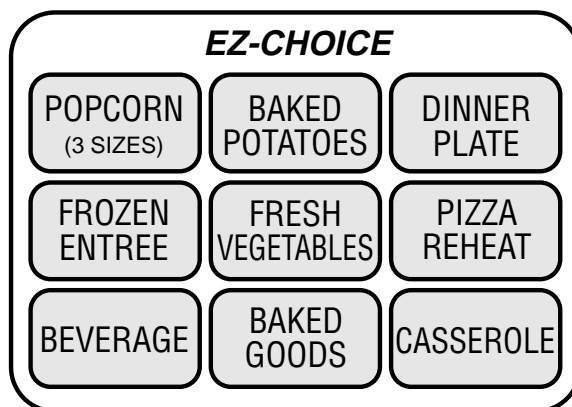 EZ-CHOICE
POPCORN
(3 SIZES)
BAKED
POTATOES
DINNER
PLATE
FROZEN
ENTREE
FRESH
VEGETABLES
PIZZA
REHEAT
BEVERAGE
BAKED
GOODS
CASSEROLE